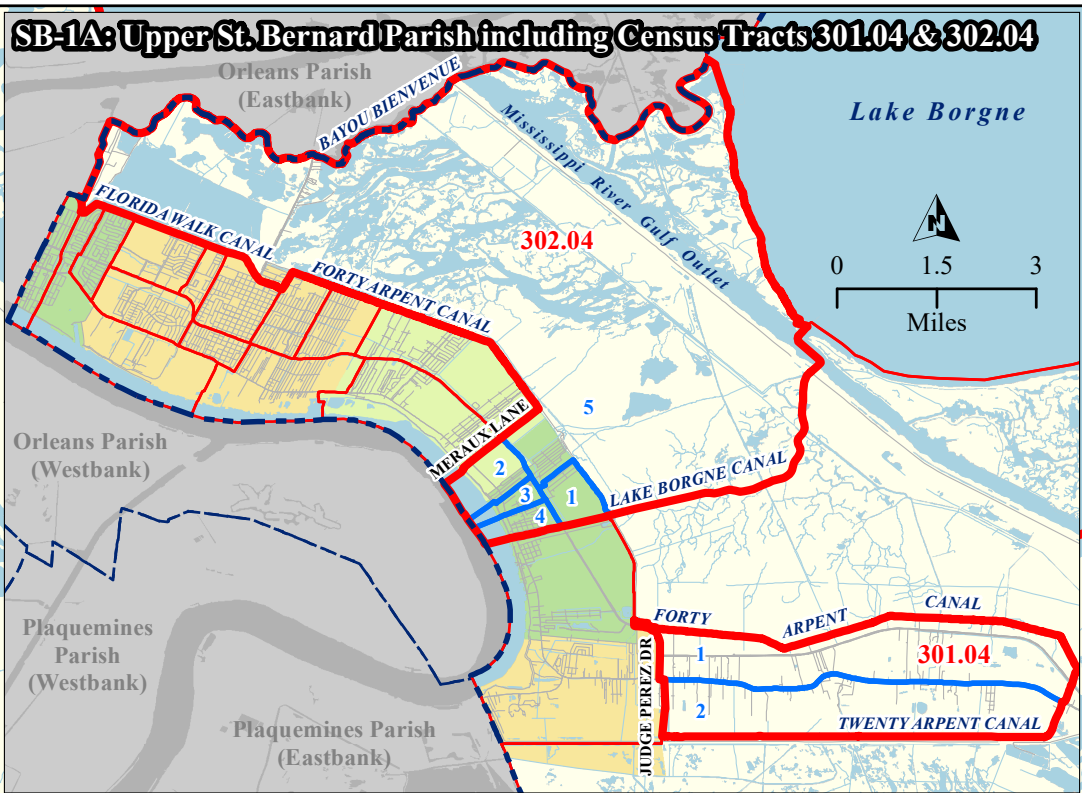 SB-1A: Upper St. Bernard Parish including Census Tracts 301.04 & 302.04
Orleans Parish
(Eastbank)
BAYOU BIENVENUE
Lake Borgne
Mississippi River Gulf Outlet
FLORIDA WALK CANAL
302.04
N
0 1.5 3
Miles
FORTY ARPENT CANAL
5
MERAUX LANE
Orleans Parish
(Westbank)
2
3
1
4
LAKE BORGNE CANAL
FORTY ARPENT CANAL
Plaquemines
Parish
(Westbank)
1
301.04
JUDGE PEREZ DR
2
TWENTY ARPENT CANAL
Plaquemines Parish
(Eastbank)